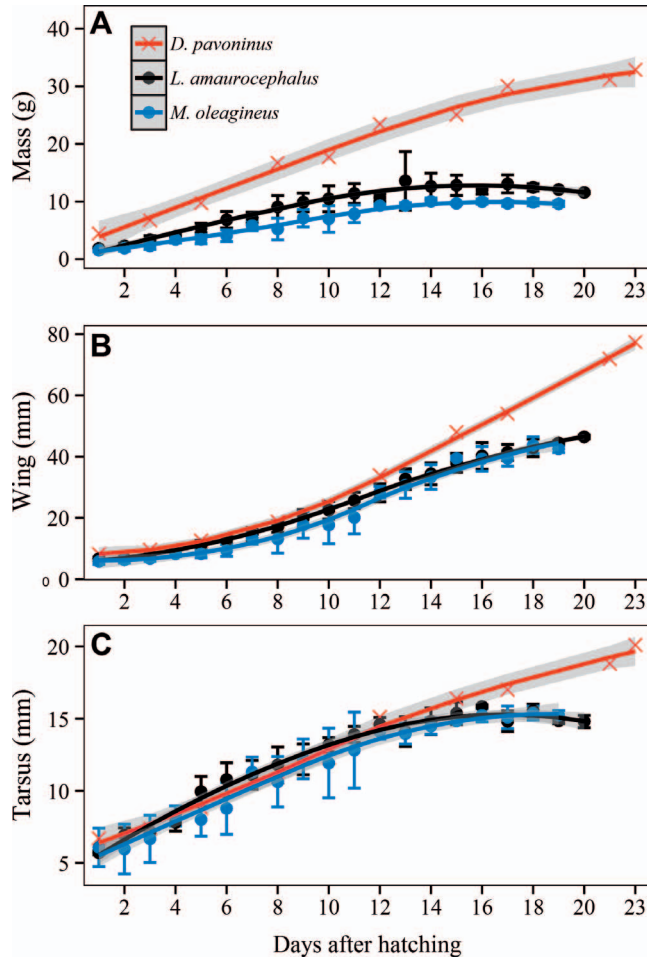 A
D. pavoninus
L. amaurocephalus
M. oleagineus
Mass (g)
40
30
20
10
0
2 4 6 8 10 12 14 16 18 20 23
B
Wing (mm)
80
60
40
20
0 0
2 4 6 8 10 12 14 16 18 20 23
C
Tarsus (mm)
20
15
10
5
2 4 6 8 10 12 14 16 18 20 23
Days after hatching